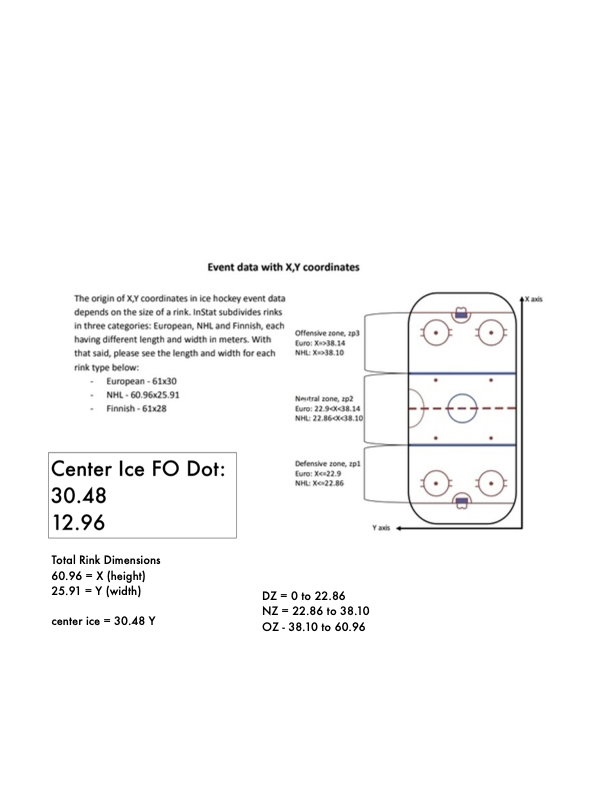 Event data with X,Y coordinates
The origin of X,Y coordinates in ice hockey event data
depends on the size of a rink. InStat subdivides rinks
in three categories: European, NHL and Finnish, each
having different length and width in meters. With
that said, please see the length and width for each
rink type below:
- European - 61x30
- NHL - 60.96x25.91
- Finnish - 61x28
X axis
Offensive zone, zp3
Euro: X=>38.14
NHL: X=>38.10
Neutral zone, zp2
Euro: 22.9<X<38.14
NHL: 22.86<X<38.10
Defensive zone, zp1
Euro: X<=22.9
NHL: X<=22.86
Y axis
Center Ice FO Dot:
30.48
12.96
Total Rink Dimensions
60.96 = X (height)
25.91 = Y (width)
center ice = 30.48 Y
DZ = 0 to 22.86
NZ = 22.86 to 38.10
OZ - 38.10 to 60.96